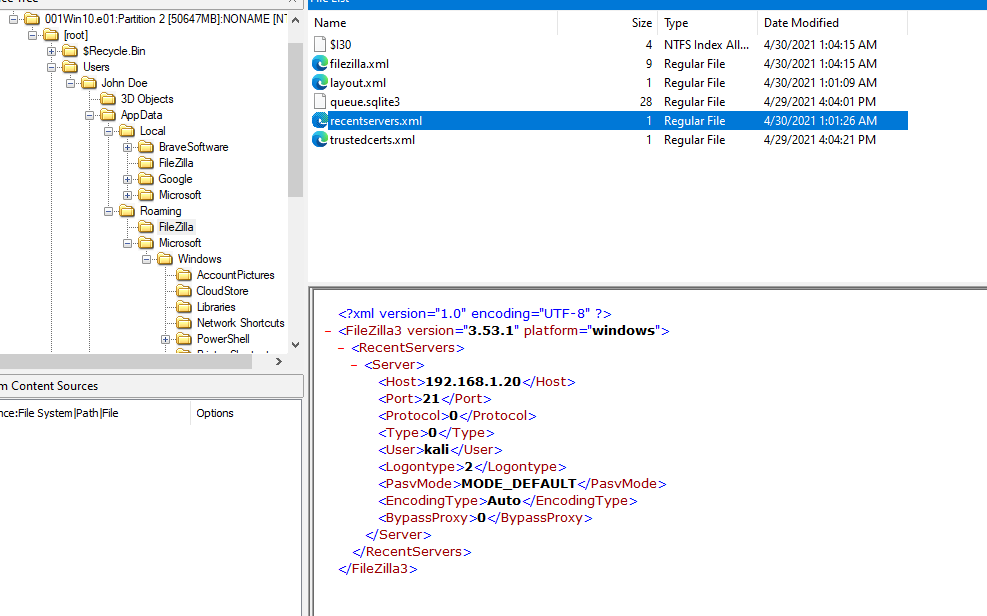 File List
001Win10.e01:Partition 2 [50647MB]:NONAME [NT
[root]
$Recycle.Bin
Users
John Doe
3D Objects
AppData
Local
BraveSoftware
FileZilla
Google
Microsoft
Roaming
FileZilla
Microsoft
Windows
AccountPictures
CloudStore
Libraries
Network Shortcuts
PowerShell
m Content Sources
nce:File System|Path|File Options
Name Size Type Date Modified
$I30 4 NTFS Index All... 4/30/2021 1:04:15 AM
filezilla.xml 9 Regular File 4/30/2021 1:04:15 AM
layout.xml 1 Regular File 4/30/2021 1:01:09 AM
queue.sqlite3 28 Regular File 4/29/2021 4:04:01 PM
recentservers.xml 1 Regular File 4/30/2021 1:01:26 AM
trustedcerts.xml 1 Regular File 4/29/2021 4:04:21 PM
<?xml version="1.0" encoding="UTF-8" ?>
- <FileZilla3 version="3.53.1" platform="windows">
- <RecentServers>
- <Server>
<Host>192.168.1.20</Host>
<Port>21</Port>
<Protocol>0</Protocol>
<Type>0</Type>
<User>kali</User>
<Logontype>2</Logontype>
<PasvMode>MODE_DEFAULT</PasvMode>
<EncodingType>Auto</EncodingType>
<BypassProxy>0</BypassProxy>
</Server>
</RecentServers>
</FileZilla3>